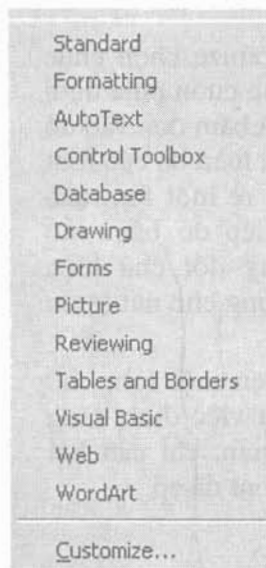 Standard
Formatting
AutoText
Control Toolbox
Database
Drawing
Forms
Picture
Reviewing
Tables and Borders
Visual Basic
Web
WordArt
Customize...